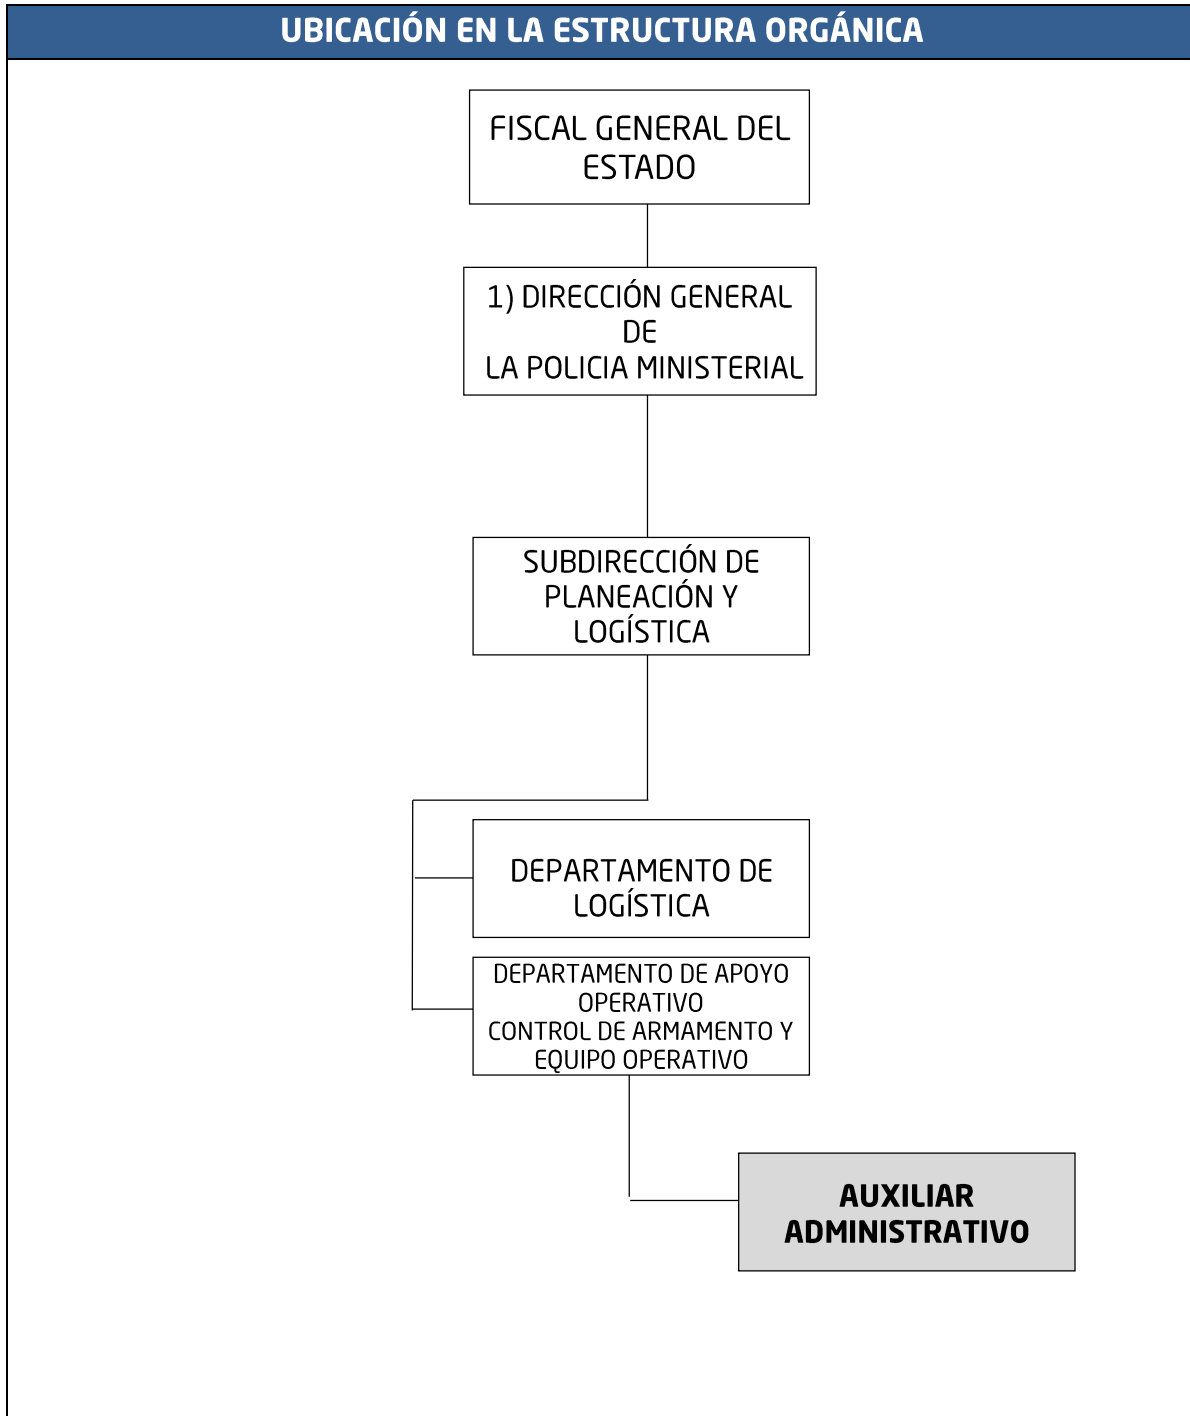 UBICACIÓN EN LA ESTRUCTURA ORGÁNICA
FISCAL GENERAL DEL
ESTADO
1) DIRECCIÓN GENERAL
DE
LA POLICIA MINISTERIAL
SUBDIRECCIÓN DE
PLANEACIÓN Y
LOGÍSTICA
DEPARTAMENTO DE
LOGÍSTICA
DEPARTAMENTO DE APOYO
OPERATIVO
CONTROL DE ARMAMENTO Y
EQUIPO OPERATIVO
AUXILIAR
ADMINISTRATIVO